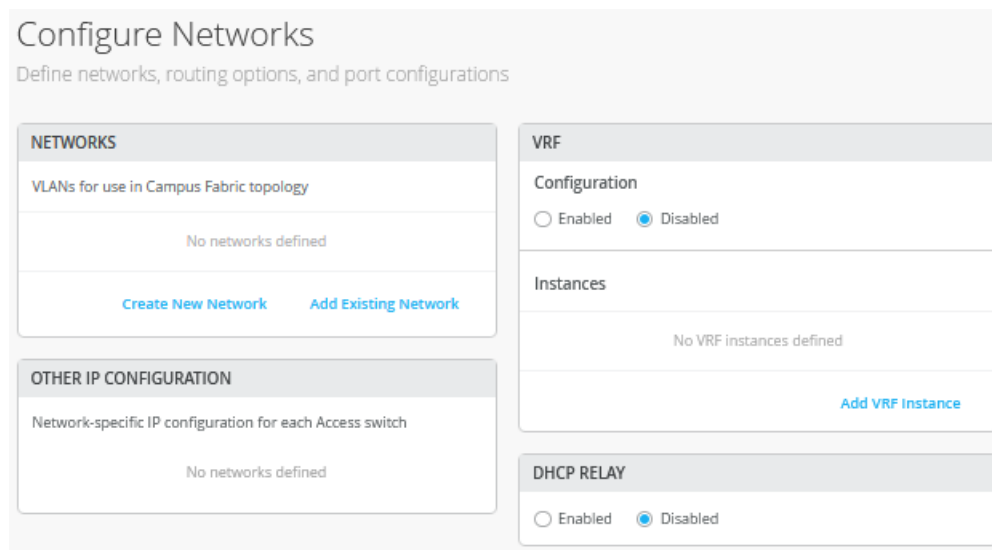 Configure Networks
Define networks, routing options, and port configurations
NETWORKS
VLANs for use in Campus Fabric topology
No networks defined
Create New Network Add Existing Network
OTHER IP CONFIGURATION
Network-specific IP configuration for each Access switch
No networks defined
VRF
Configuration
Enabled Disabled
Instances
No VRF instances defined
Add VRF Instance
DHCP RELAY
Enabled Disabled